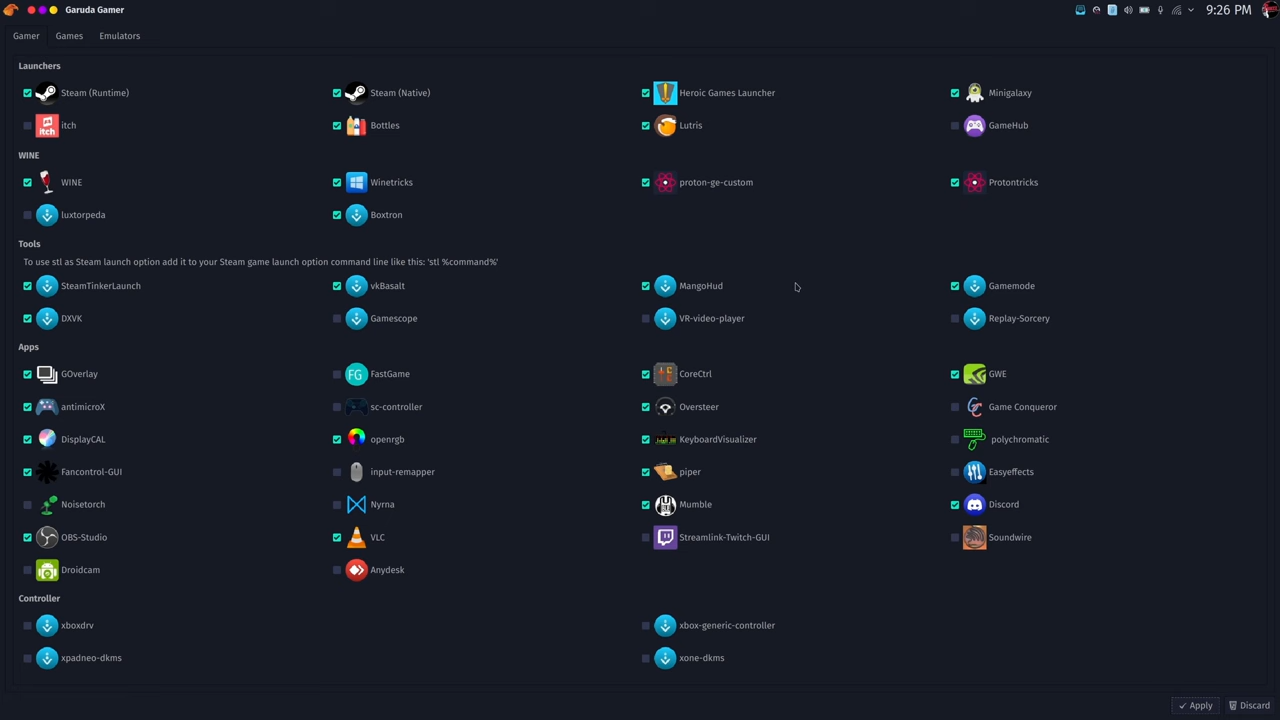 Garuda Gamer
9:26 PM
Gamer Games Emulators
Launchers
Steam (Runtime) Steam (Native) Heroic Games Launcher Minigalaxy
itch itch Bottles Lutris GameHub
WINE
WINE Winetricks proton-ge-custom Protontricks
luxtorpeda Boxtron
Tools
To use stl as Steam launch option add it to your Steam game launch option command line like this: 'stl %command%'
SteamTinkerLaunch vkBasalt MangoHud Gamemode
DXVK Gamescope VR-video-player Replay-Sorcery
Apps
GOverlay FG FastGame CoreCtrl GWE
antimicroX sc-controller Oversteer Game Conqueror
DisplayCAL openrgb KeyboardVisualizer polychromatic
Fancontrol-GUI input-remapper piper Easyeffects
Noisetorch Nyrna Mumble Discord
OBS-Studio VLC Streamlink-Twitch-GUI Soundwire
Droidcam Anydesk
Controller
xboxdrv xbox-generic-controller
xpadneo-dkms xone-dkms
Apply Discard